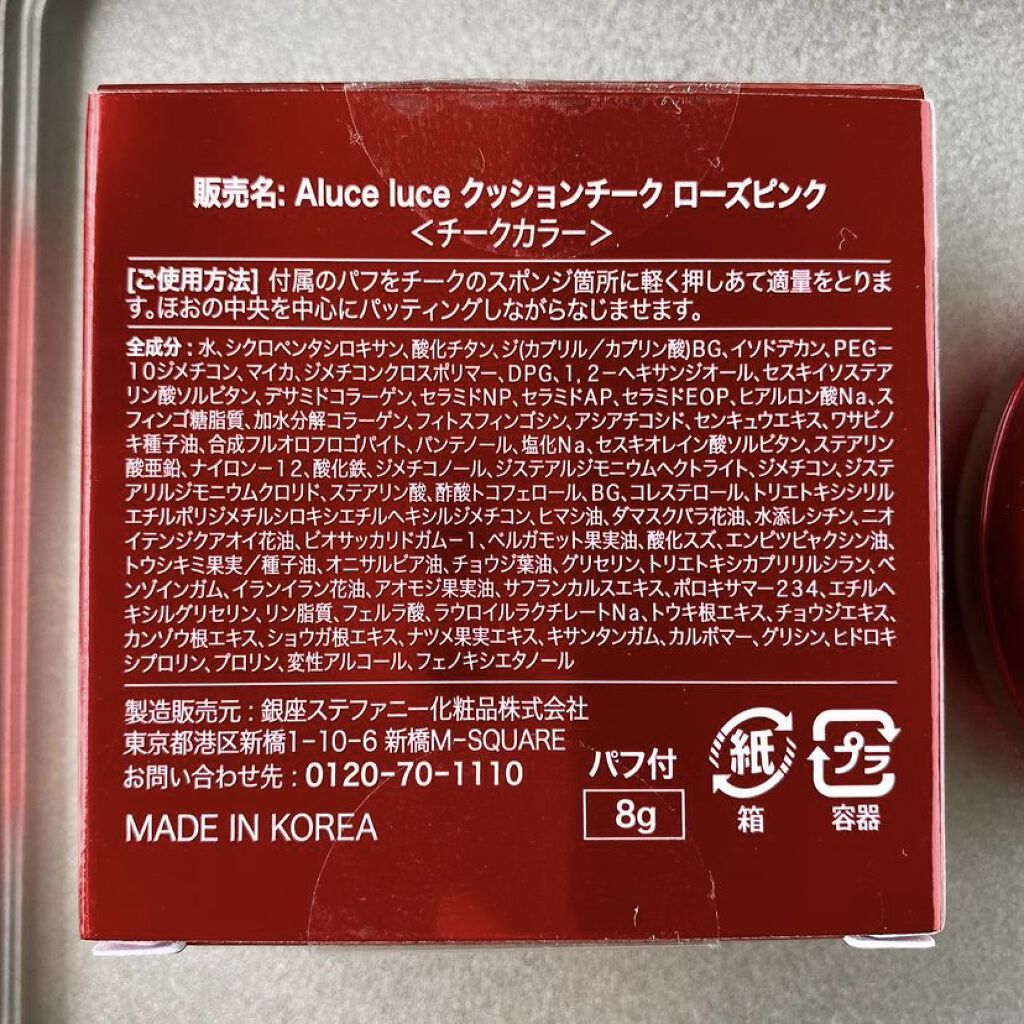 販売名: Aluce luce クッションチーク ローズピンク
＜チークカラー＞
[ご使用方法] 付属のパフをチークのスポンジ箇所に軽く押しあて適量をとりま
す。ほおの中央を中心にパッティングしながらなじませます。
全成分 : 水、シクロペンタシロキサン、酸化チタン、ジ(カプリル／カプリン酸)BG、イソドデカン、PEG−
10ジメチコン、マイカ、ジメチコンクロスポリマー、DPG、1, 2−ヘキサンジオール、セスキイソステア
リン酸ソルビタン、デサミドコラーゲン、セラミドNP、セラミドAP、セラミドEOP、ヒアルロン酸Na、ス
フィンゴ糖脂質、加水分解コラーゲン、フィトスフィンゴシン、アシアチコシド、センキュウエキス、ワサビノ
キ種子油、合成フルオロフロゴパイト、パンテノール、塩化Na、セスキオレイン酸ソルビタン、ステアリン
酸亜鉛、ナイロン−12、酸化鉄、ジメチコノール、ジステアルジモニウムヘクトライト、ジメチコン、ジステ
アリルジモニウムクロリド、ステアリン酸、酢酸トコフェロール、BG、コレステロール、トリエトキシシリル
エチルポリジメチルシロキシエチルヘキシルジメチコン、ヒマシ油、ダマスクバラ花油、水添レシチン、ニオ
イテンジクアオイ花油、ビオサッカリドガム−1、ベルガモット果実油、酸化スズ、エンピツビャクシン油、
トウシキミ果実／種子油、オニサルビア油、チョウジ葉油、グリセリン、トリエトキシカプリリルシラン、ベ
ンゾインガム、イランイラン花油、アオモジ果実油、サフランカルスエキス、ポロキサマー234、エチルヘ
キシルグリセリン、リン脂質、フェルラ酸、ラウロイルラクチレートNa、トウキ根エキス、チョウジエキス、
カンゾウ根エキス、ショウガ根エキス、ナツメ果実エキス、キサンタンガム、カルボマー、グリシン、ヒドロキ
シプロリン、プロリン、変性アルコール、フェノキシエタノール
製造販売元 : 銀座ステファニー化粧品株式会社
東京都港区新橋1−10−6 新橋M−SQUARE
お問い合わせ先 : 0120−70−1110
MADE IN KOREA
パフ付
8g
紙
箱
プラ
容器